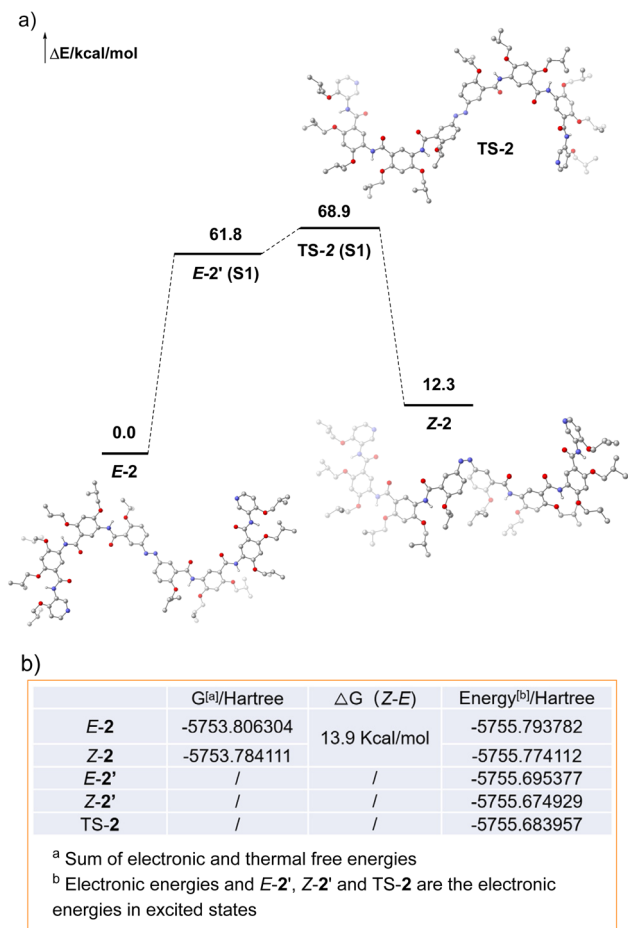 a)
ΔE/kcal/mol
TS-2
68.9
61.8
TS-2 (S1)
E-2' (S1)
12.3
0.0
Z-2
E-2
b)
G[a]/Hartree △G (Z-E) Energy[b]/Hartree
E-2 -5753.806304 13.9 Kcal/mol -5755.793782
Z-2 -5753.784111 -5755.774112
E-2' / / -5755.695377
Z-2' / / -5755.674929
TS-2 / / -5755.683957
a Sum of electronic and thermal free energies
b Electronic energies and E-2', Z-2' and TS-2 are the electronic
energies in excited states